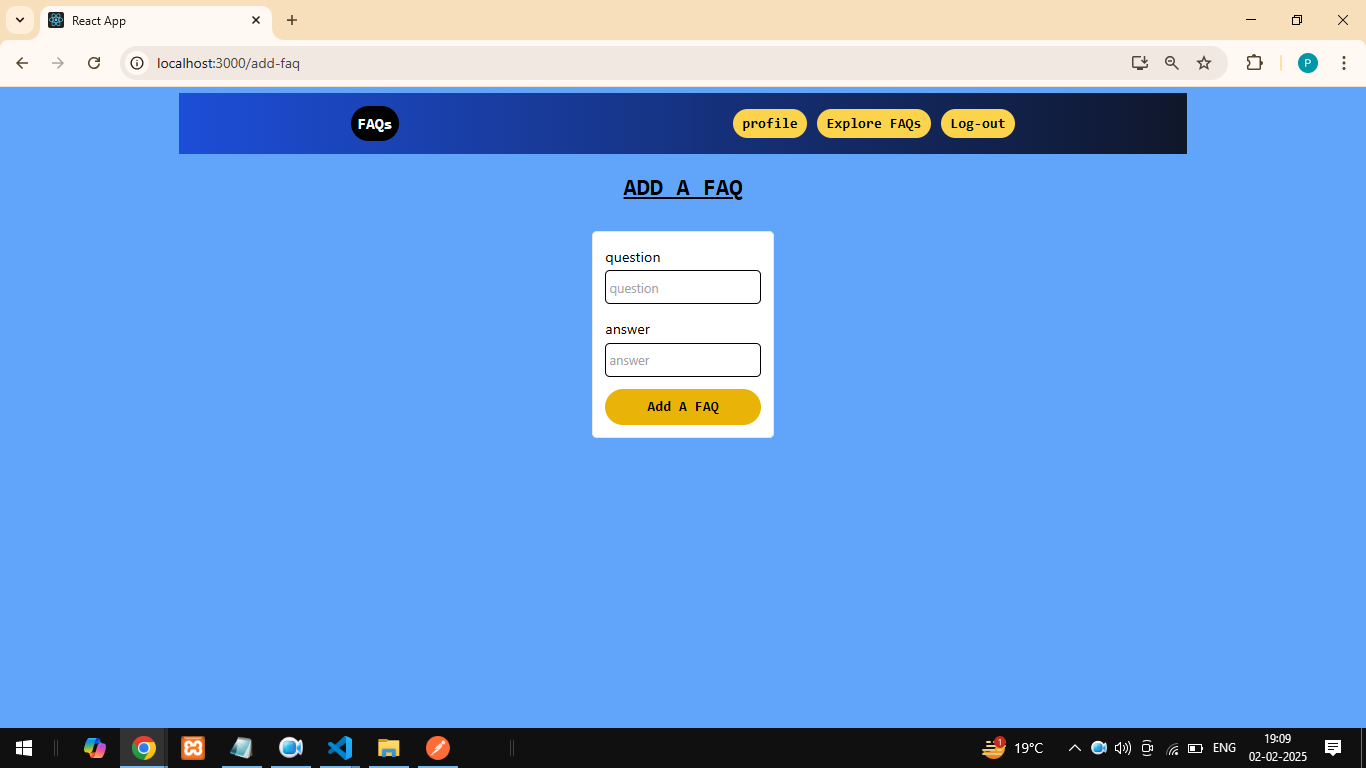 React App
localhost:3000/add-faq
P
FAQs
profile
Explore FAQs
Log-out
ADD A FAQ
question
question
answer
answer
Add A FAQ
1
19°C
ENG
19:09
02-02-2025